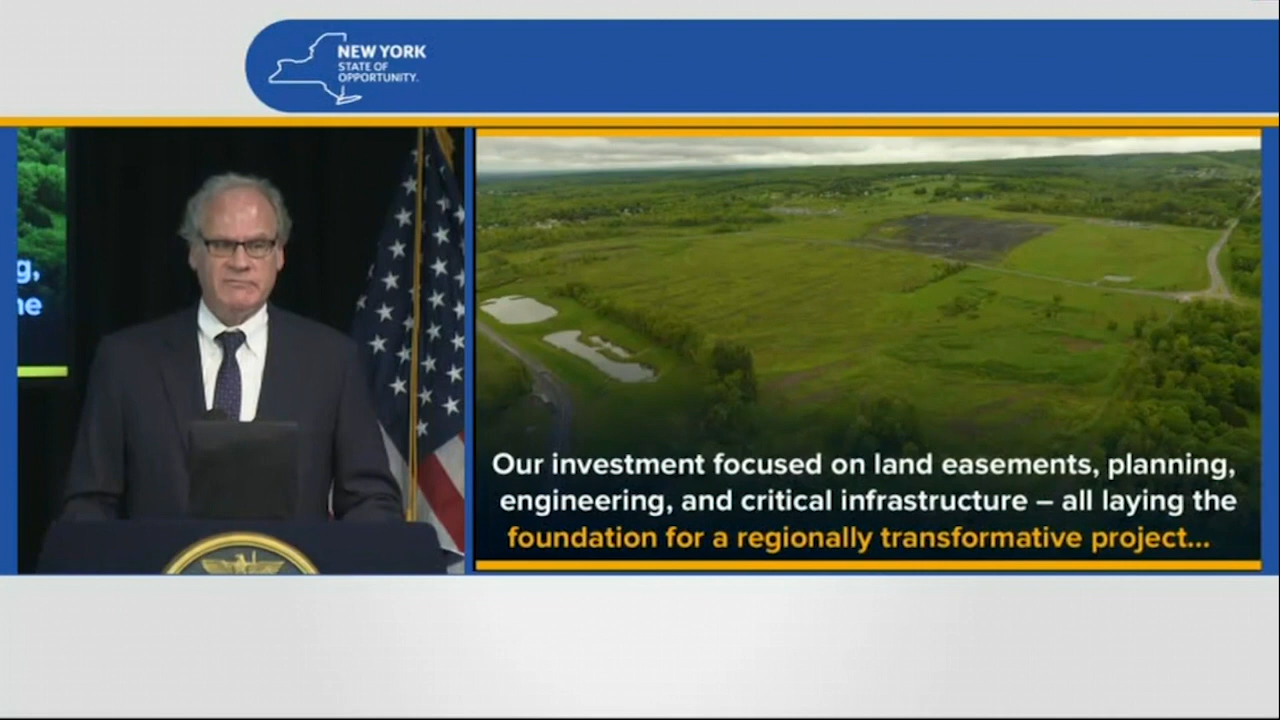 NEW YORK
STATE OF
OPPORTUNITY.
g,
ne
Our investment focused on land easements, planning,
engineering, and critical infrastructure – all laying the
foundation for a regionally transformative project...